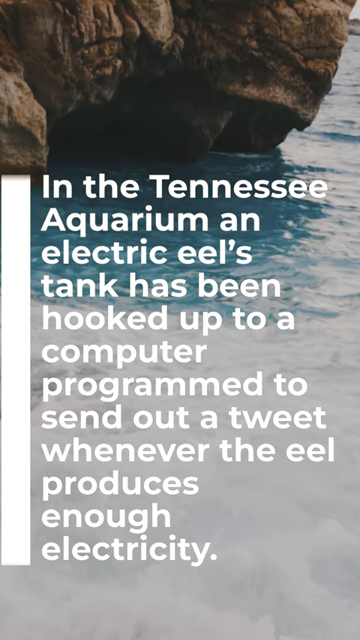 In the Tennessee
Aquarium an
electric eel’s
tank has been
hooked up to a
computer
programmed to
send out a tweet
whenever the eel
produces
enough
electricity.